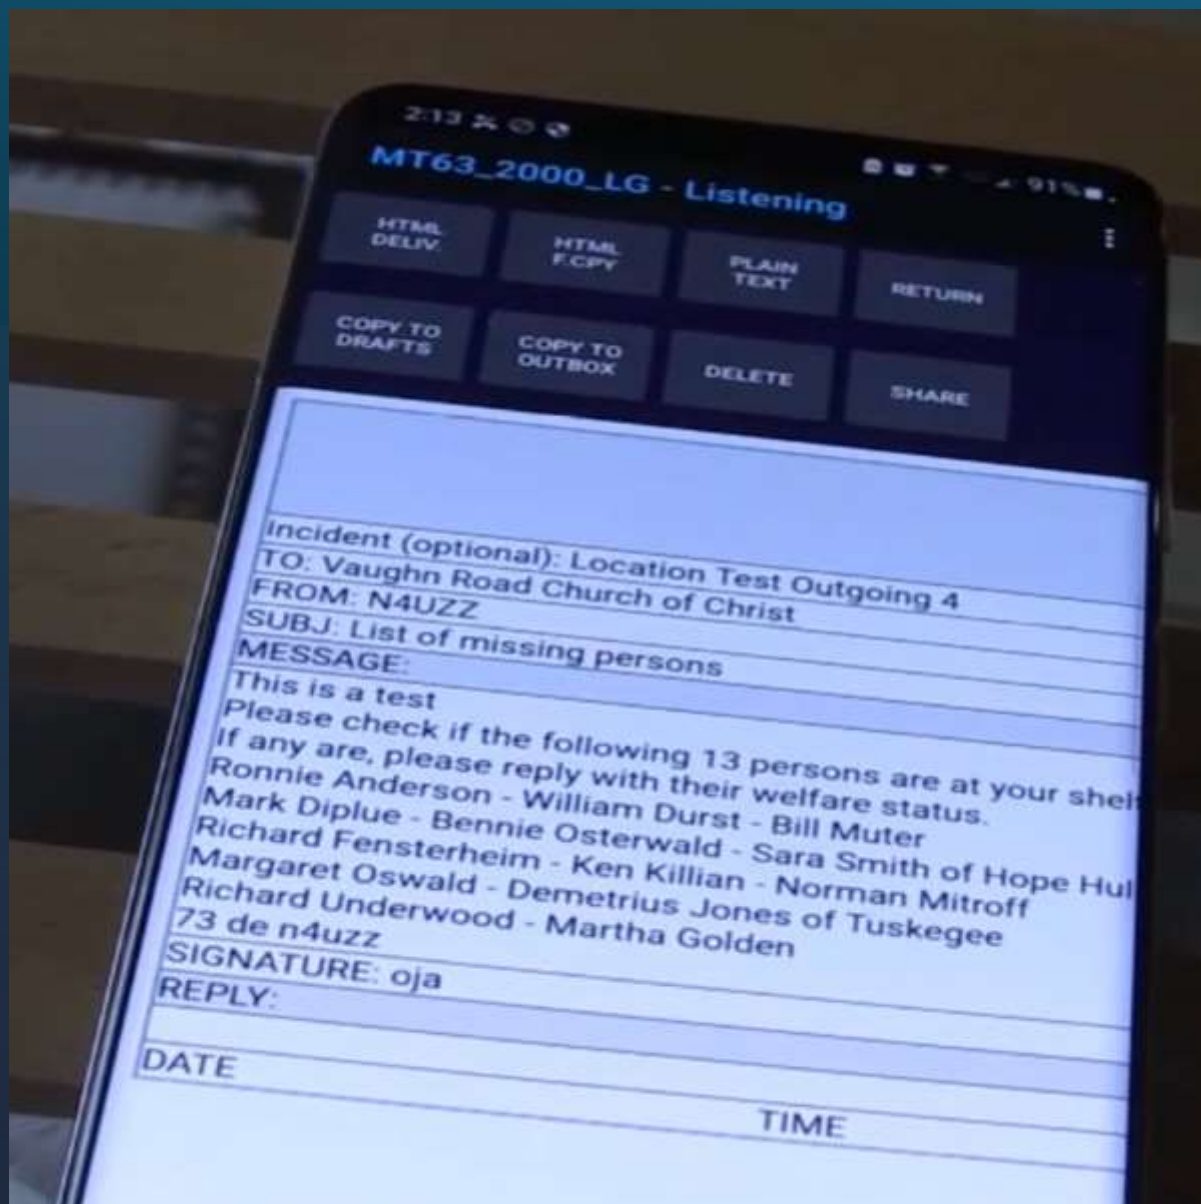 2:13
91%
MT63_2000_LG - Listening
HTML DELIV.
HTML F.CPY
PLAIN TEXT
RETURN
COPY TO DRAFTS
COPY TO OUTBOX
DELETE
SHARE
Incident (optional): Location Test Outgoing 4
TO: Vaughn Road Church of Christ
FROM: N4UZZ
SUBJ: List of missing persons
MESSAGE:
This is a test
Please check if the following 13 persons are at your shel
If any are, please reply with their welfare status.
Ronnie Anderson - William Durst - Bill Muter
Mark Diplue - Bennie Osterwald - Sara Smith of Hope Hul
Richard Fensterheim - Ken Killian - Norman Mitroff
Margaret Oswald - Demetrius Jones of Tuskegee
Richard Underwood - Martha Golden
73 de n4uzz
SIGNATURE: oja
REPLY:
DATE TIME